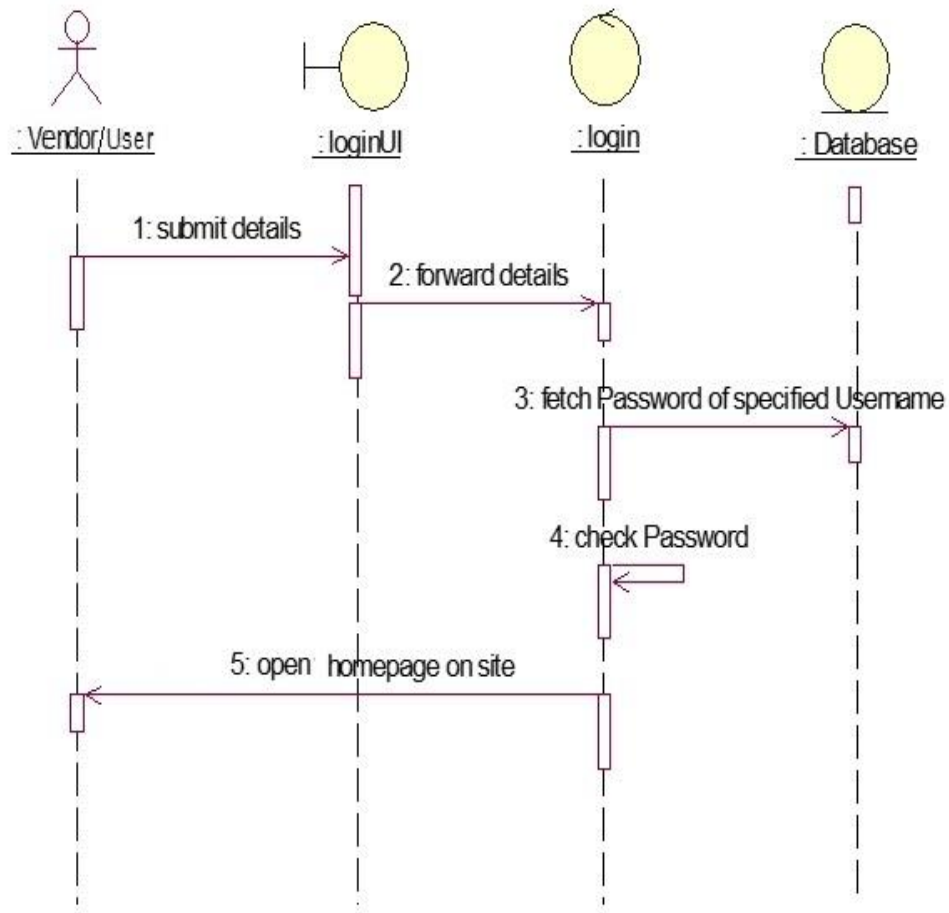 : Vendor/User
: loginUI
: login
: Database
1: submit details
2: forward details
3: fetch Password of specified Username
4: check Password
5: open homepage on site